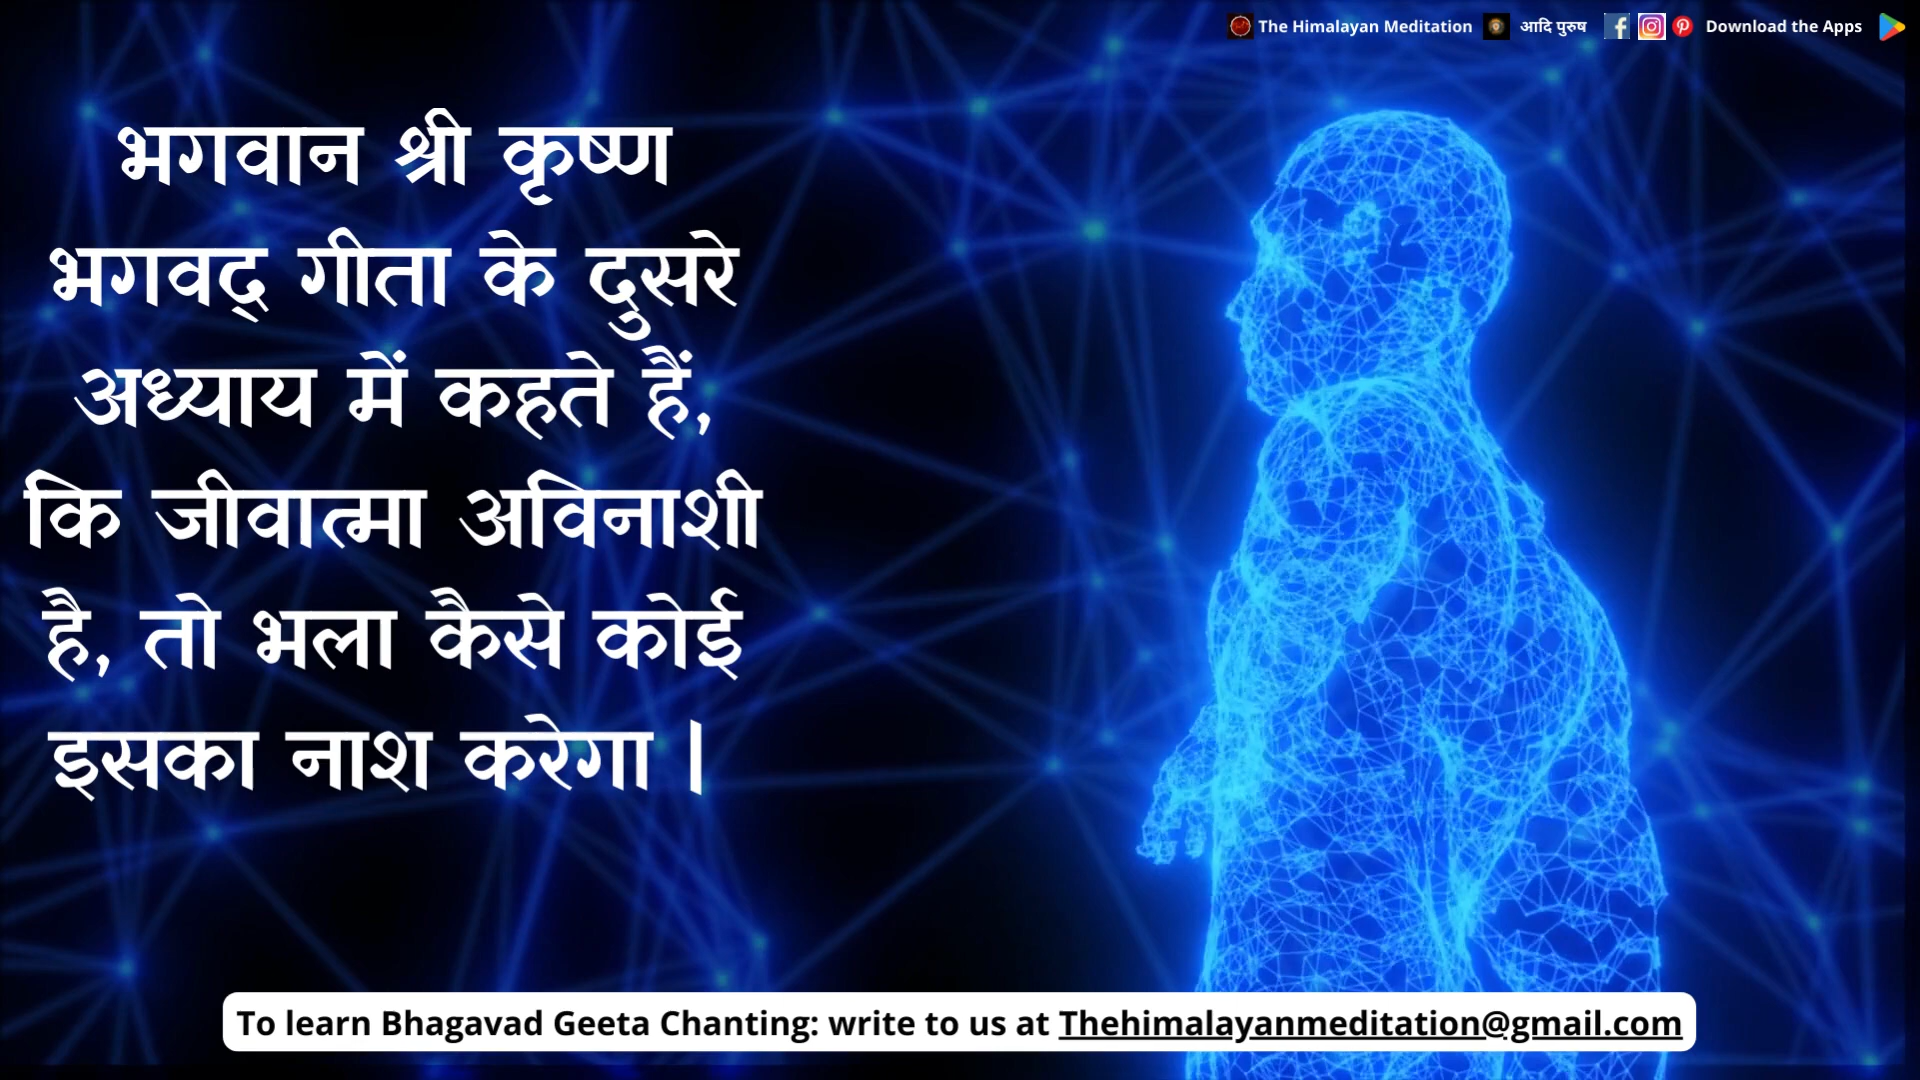 The Himalayan Meditation आदि पुरुष Download the Apps
भगवान श्री कृष्ण
भगवद् गीता के दुसरे
अध्याय में कहते हैं,
कि जीवात्मा अविनाशी
है, तो भला कैसे कोई
इसका नाश करेगा |
To learn Bhagavad Geeta Chanting: write to us at Thehimalayanmeditation@gmail.com